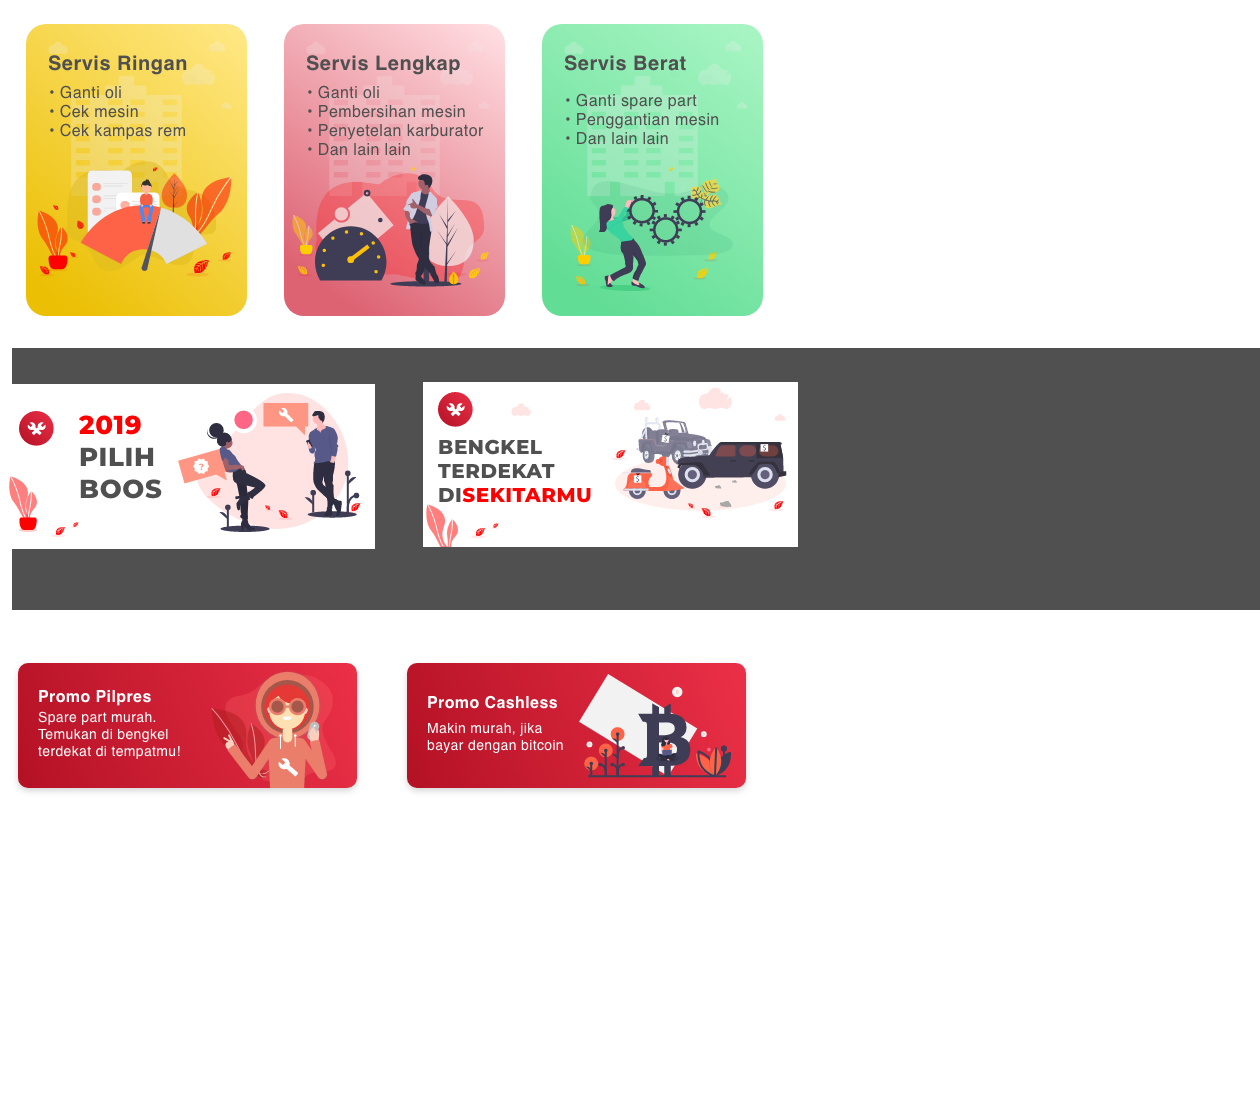 Servis Ringan
• Ganti oli
• Cek mesin
• Cek kampas rem
Servis Lengkap
• Ganti oli
• Pembersihan mesin
• Penyetelan karburator
• Dan lain lain
Servis Berat
• Ganti spare part
• Penggantian mesin
• Dan lain lain
2019
PILIH
BOOS
?
BENGKEL
TERDEKAT
DISEKITARMU
Promo Pilpres
Spare part murah.
Temukan di bengkel
terdekat di tempatmu!
Promo Cashless
Makin murah, jika
bayar dengan bitcoin